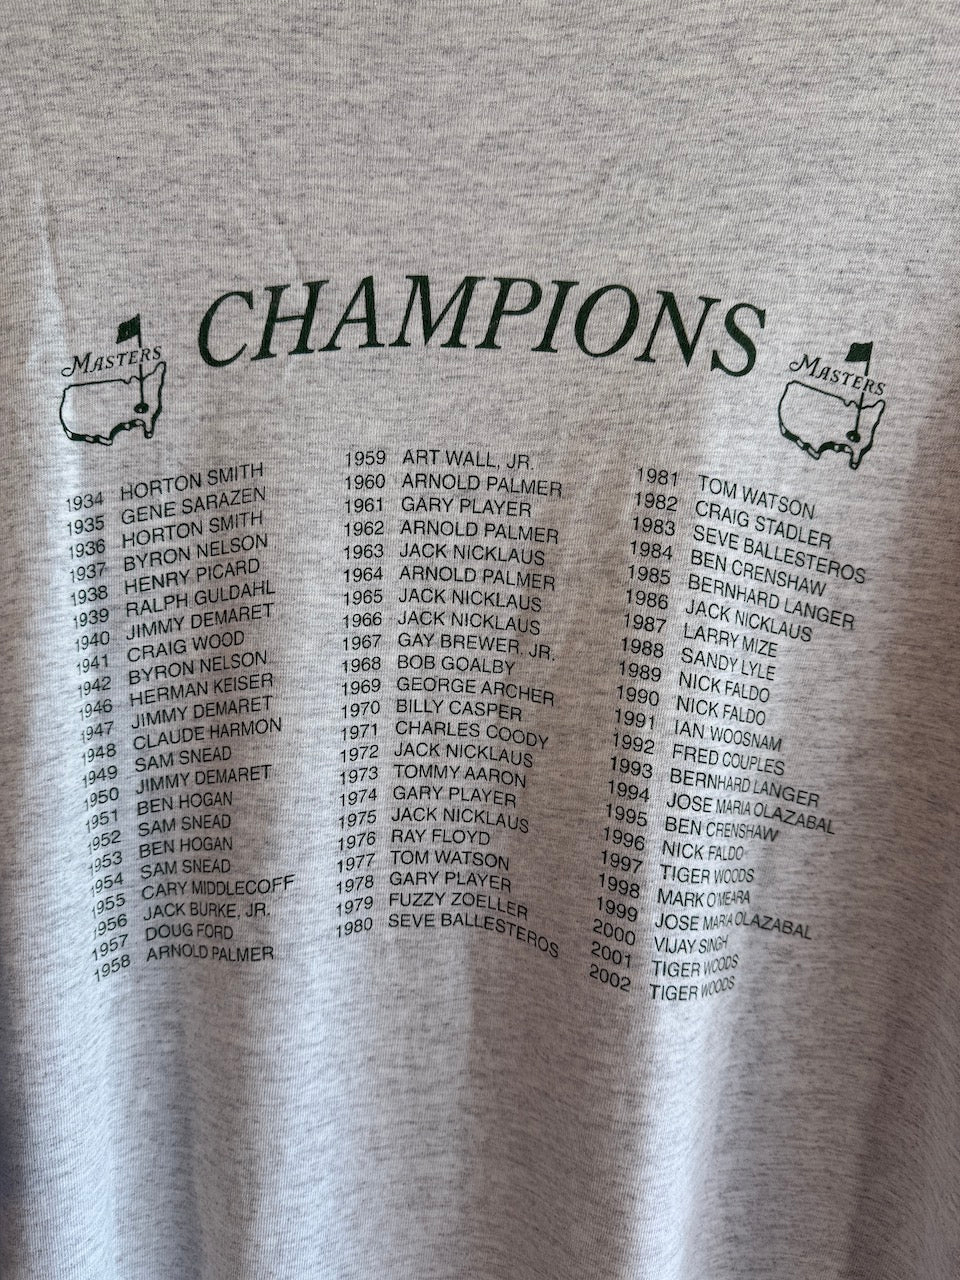 CHAMPIONS
MASTERS
MASTERS
1934 HORTON SMITH
1935 GENE SARAZEN
1936 HORTON SMITH
1937 BYRON NELSON
1938 HENRY PICARD
1939 RALPH GULDAHL
1940 JIMMY DEMARET
1941 CRAIG WOOD
1942 BYRON NELSON
1946 HERMAN KEISER
1947 JIMMY DEMARET
1948 CLAUDE HARMON
1949 SAM SNEAD
1950 JIMMY DEMARET
1951 BEN HOGAN
1952 SAM SNEAD
1953 BEN HOGAN
1954 SAM SNEAD
1955 CARY MIDDLECOFF
1956 JACK BURKE, JR.
1957 DOUG FORD
1958 ARNOLD PALMER
1959 ART WALL, JR.
1960 ARNOLD PALMER
1961 GARY PLAYER
1962 ARNOLD PALMER
1963 JACK NICKLAUS
1964 ARNOLD PALMER
1965 JACK NICKLAUS
1966 JACK NICKLAUS
1967 GAY BREWER, JR.
1968 BOB GOALBY
1969 GEORGE ARCHER
1970 BILLY CASPER
1971 CHARLES COODY
1972 JACK NICKLAUS
1973 TOMMY AARON
1974 GARY PLAYER
1975 JACK NICKLAUS
1976 RAY FLOYD
1977 TOM WATSON
1978 GARY PLAYER
1979 FUZZY ZOELLER
1980 SEVE BALLESTEROS
1981 TOM WATSON
1982 CRAIG STADLER
1983 SEVE BALLESTEROS
1984 BEN CRENSHAW
1985 BERNHARD LANGER
1986 JACK NICKLAUS
1987 LARRY MIZE
1988 SANDY LYLE
1989 NICK FALDO
1990 NICK FALDO
1991 IAN WOOSNAM
1992 FRED COUPLES
1993 BERNHARD LANGER
1994 JOSE MARIA OLAZABAL
1995 BEN CRENSHAW
1996 NICK FALDO
1997 TIGER WOODS
1998 MARK O'MEARA
1999 JOSE MARIA OLAZABAL
2000 VIJAY SINGH
2001 TIGER WOODS
2002 TIGER WOODS